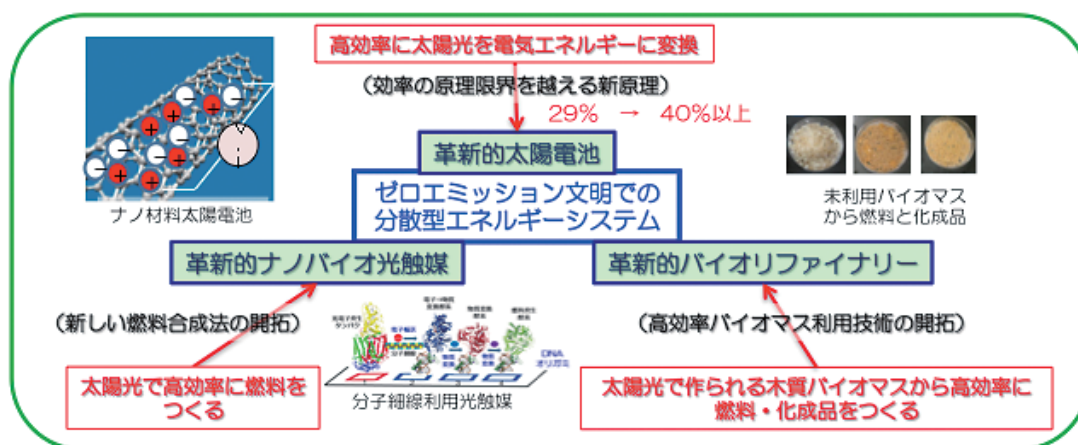 高効率に太陽光を電気エネルギーに変換
(効率の原理限界を越える新原理)
29% → 40%以上
革新的太陽電池
ゼロエミッション文明での
分散型エネルギーシステム
ナノ材料太陽電池
未利用バイオマス
から燃料と化成品
革新的ナノバイオ光触媒
革新的バイオリファイナリー
(新しい燃料合成法の開拓)
(高効率バイオマス利用技術の開拓)
DNA
オリガミ
分子細線利用光触媒
太陽光で高効率に燃料を
つくる
太陽光で作られる木質バイオマスから高効率に
燃料・化成品をつくる